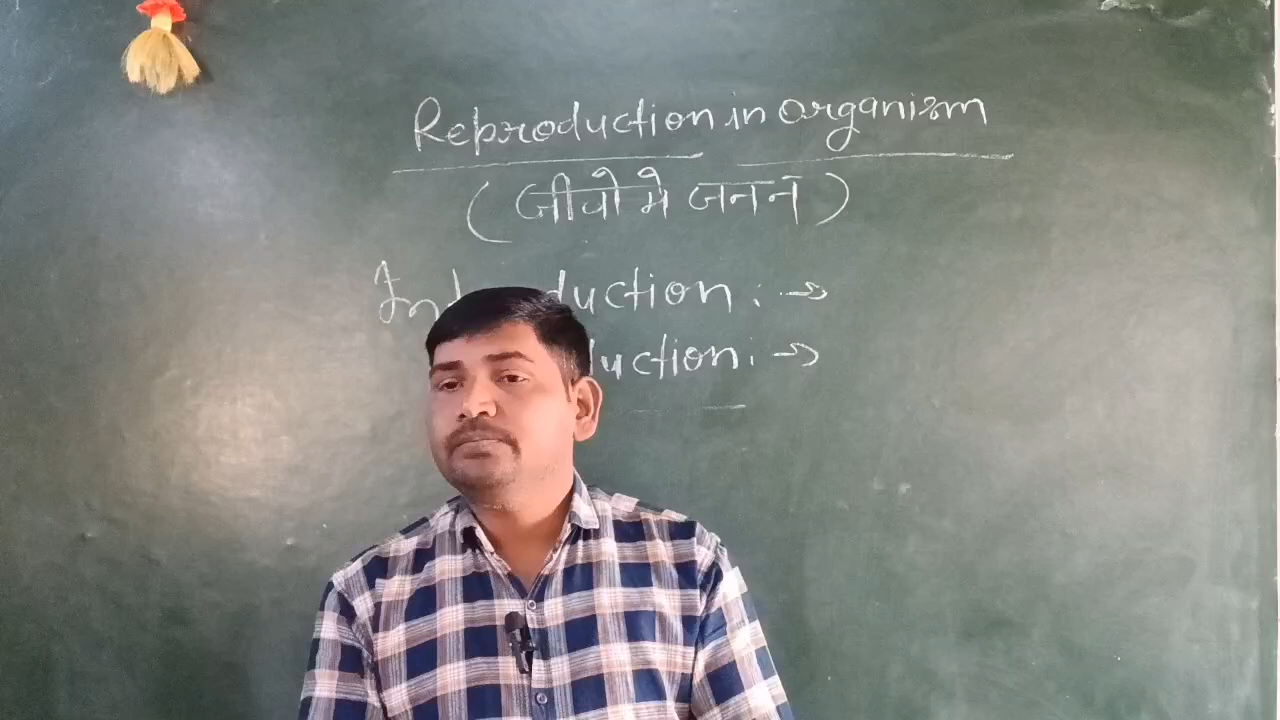 Reproduction in organism
(जीवो मे जनन)
duction : →
duction : →